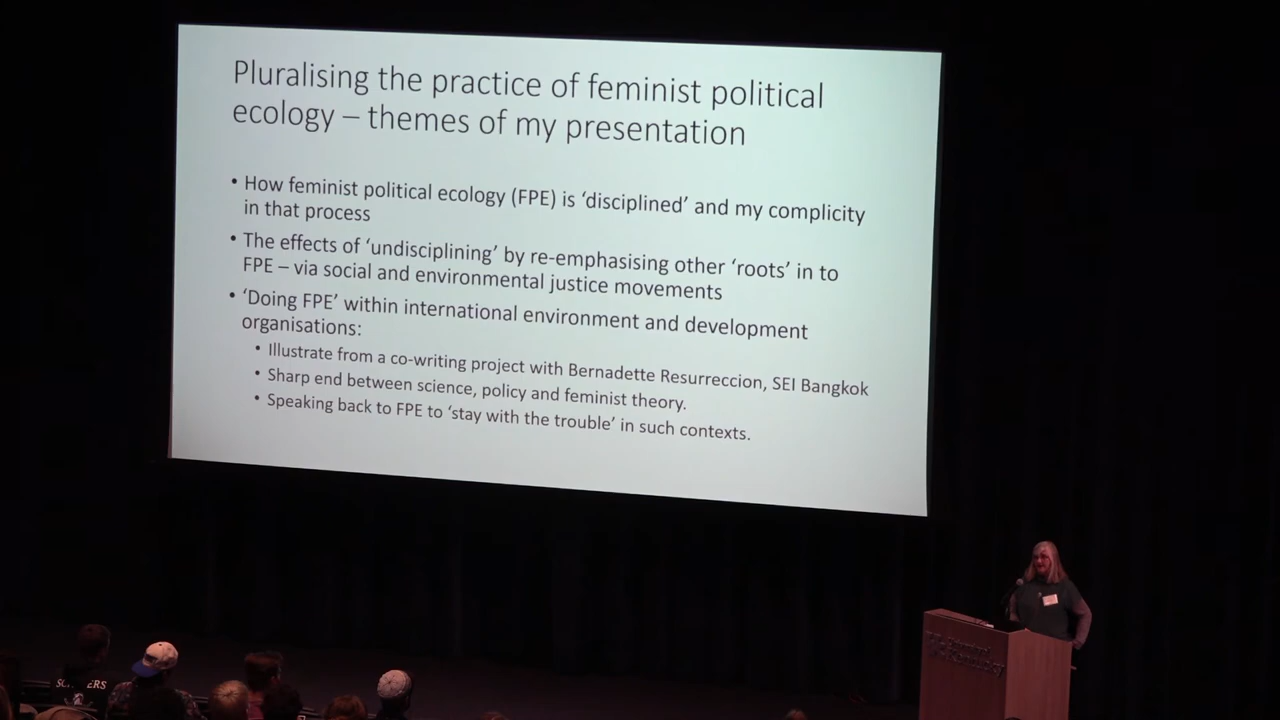 Pluralising the practice of feminist political
ecology – themes of my presentation
• How feminist political ecology (FPE) is ‘disciplined’ and my complicity
in that process
• The effects of ‘undisciplining’ by re-emphasising other ‘roots’ in to
FPE – via social and environmental justice movements
• ‘Doing FPE’ within international environment and development
organisations:
• Illustrate from a co-writing project with Bernadette Resurreccion, SEI Bangkok
• Sharp end between science, policy and feminist theory.
• Speaking back to FPE to ‘stay with the trouble’ in such contexts.